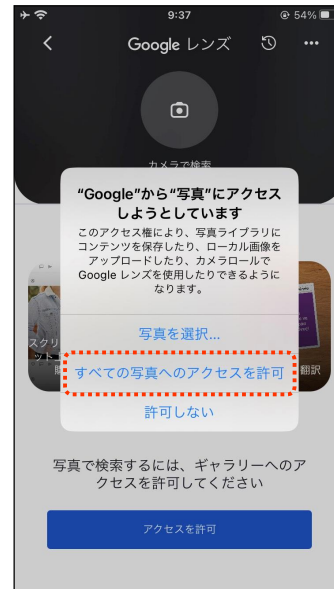 9:37
54%
Google レンズ
カメラで検索
"Google"から"写真"にアクセス
しようとしています
このアクセス権により、写真ライブラリに
コンテンツを保存したり、ローカル画像を
アップロードしたり、カメラロールで
Google レンズを使用したりできるように
なります。
写真を選択...
すべての写真へのアクセスを許可
許可しない
スクリ
ット
翻訳
写真で検索するには、ギャラリーへのア
クセスを許可してください
アクセスを許可